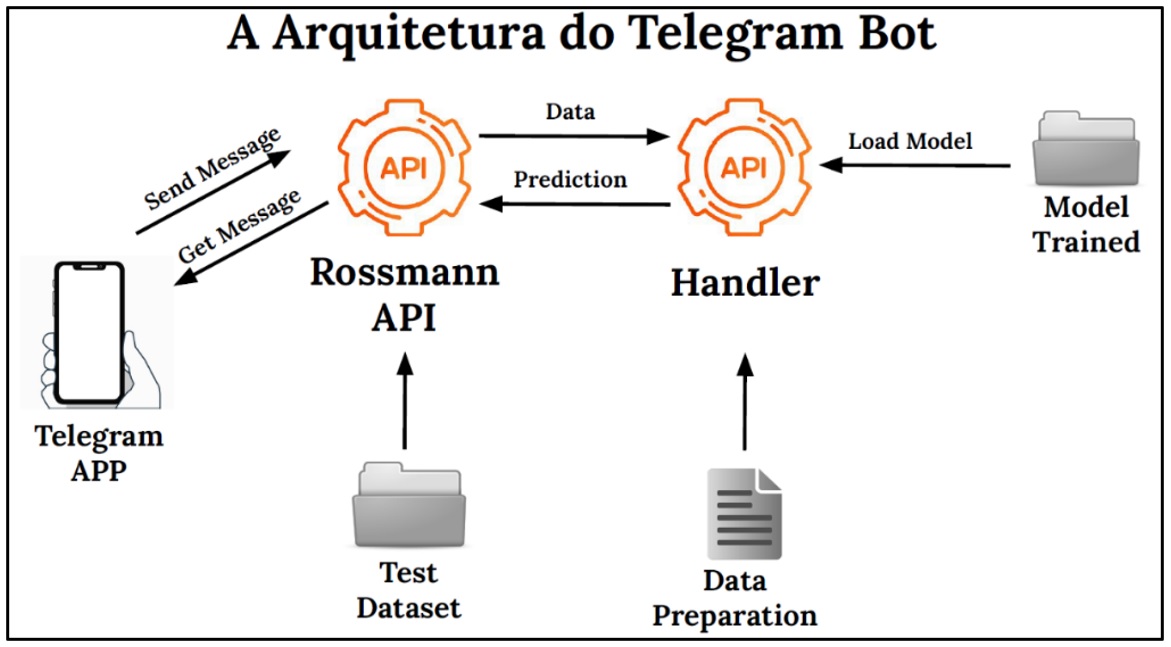 A Arquitetura do Telegram Bot
Send Message
Get Message
API
Data
Prediction
API
Load Model
Model
Trained
Rossmann
API
Handler
Telegram
APP
Test
Dataset
Data
Preparation